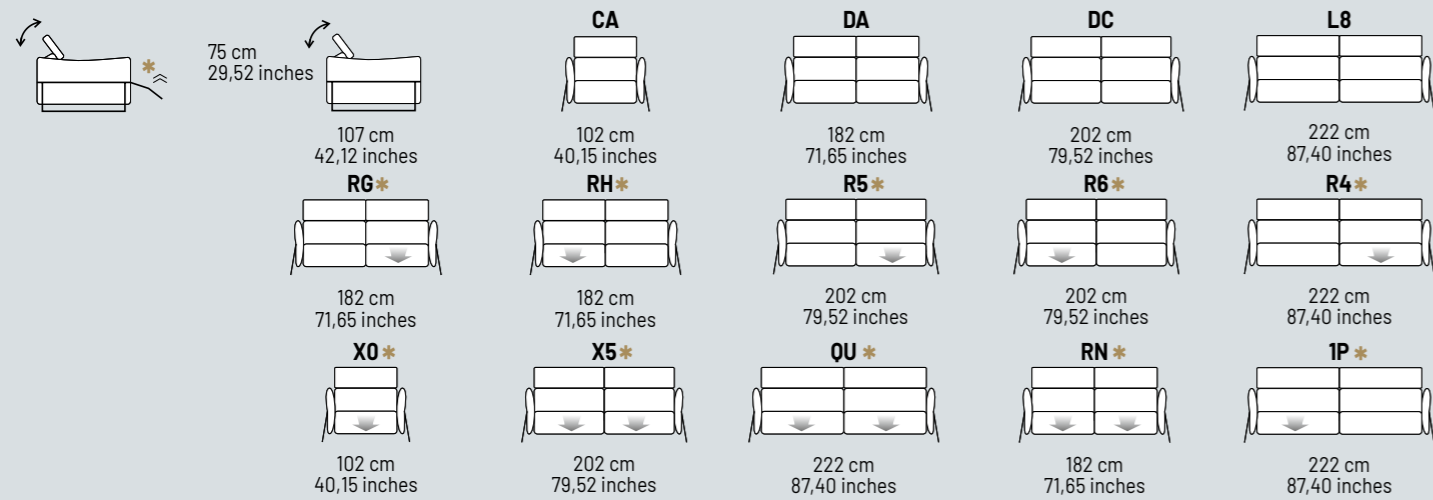 CA
DA
DC
L8
*
75 cm
29,52 inches
107 cm
42,12 inches
102 cm
40,15 inches
182 cm
71,65 inches
202 cm
79,52 inches
222 cm
87,40 inches
RG*
RH*
R5*
R6*
R4*
182 cm
71,65 inches
182 cm
71,65 inches
202 cm
79,52 inches
202 cm
79,52 inches
222 cm
87,40 inches
X0*
X5*
QU *
RN *
1P *
102 cm
40,15 inches
202 cm
79,52 inches
222 cm
87,40 inches
182 cm
71,65 inches
222 cm
87,40 inches